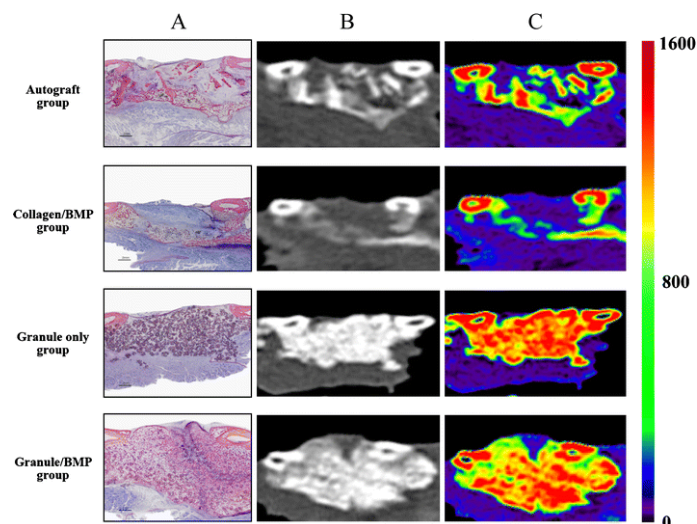 A B C
1600
Autograft
group
Collagen/BMP
group
800
Granule only
group
Granule/BMP
group
0